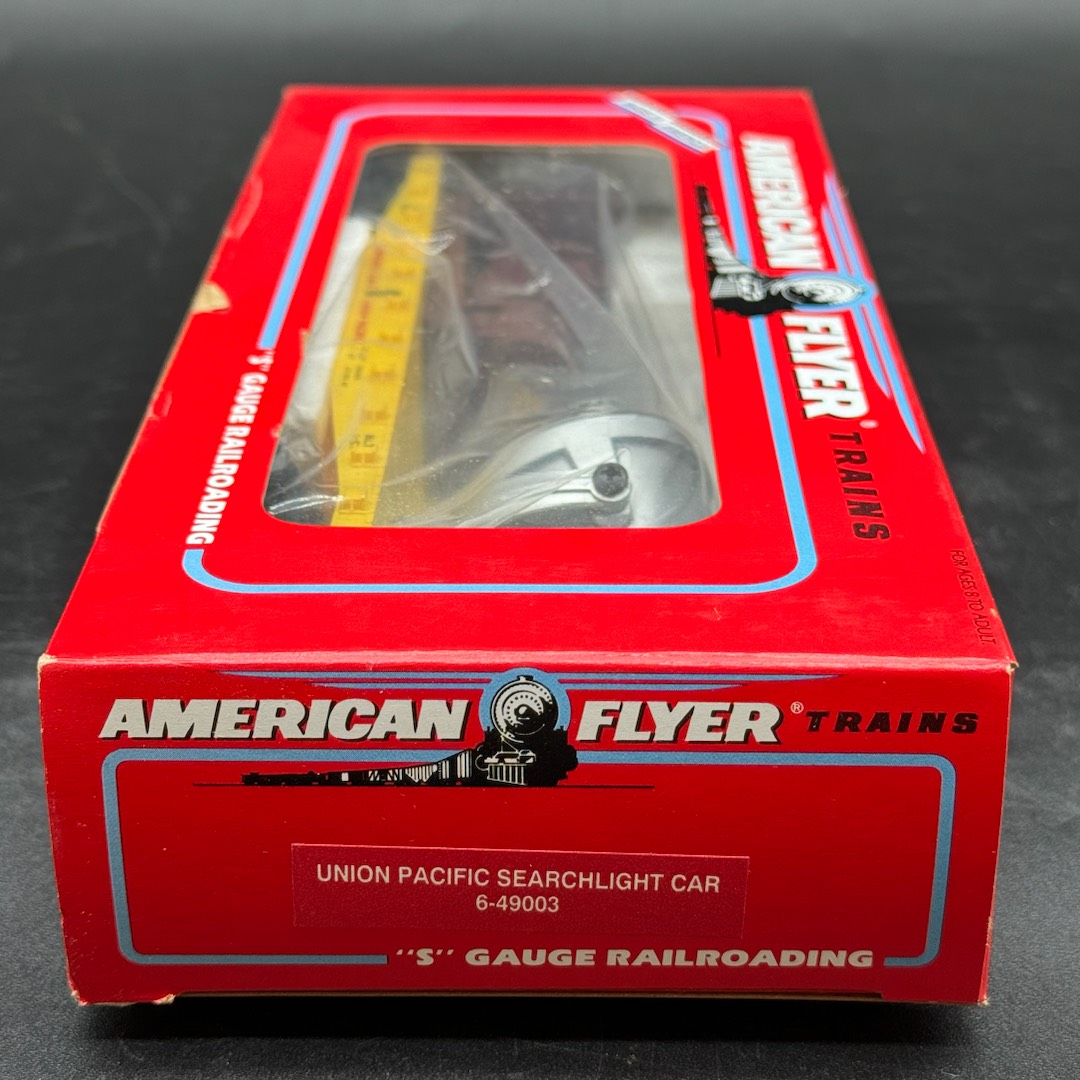 AMERICAN FLYER TRAINS
"S" GAUGE RAILROADING
FOR AGES 8 TO ADULT
AMERICAN FLYER® TRAINS
UNION PACIFIC SEARCHLIGHT CAR
6-49003
"S" GAUGE RAILROADING